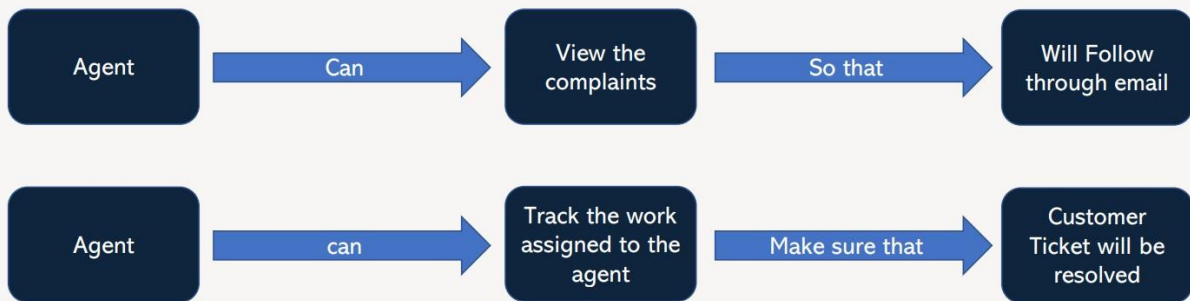 Agent
Can
View the
complaints
So that
Will Follow
through email
Agent
can
Track the work
assigned to the
agent
Make sure that
Customer
Ticket will be
resolved